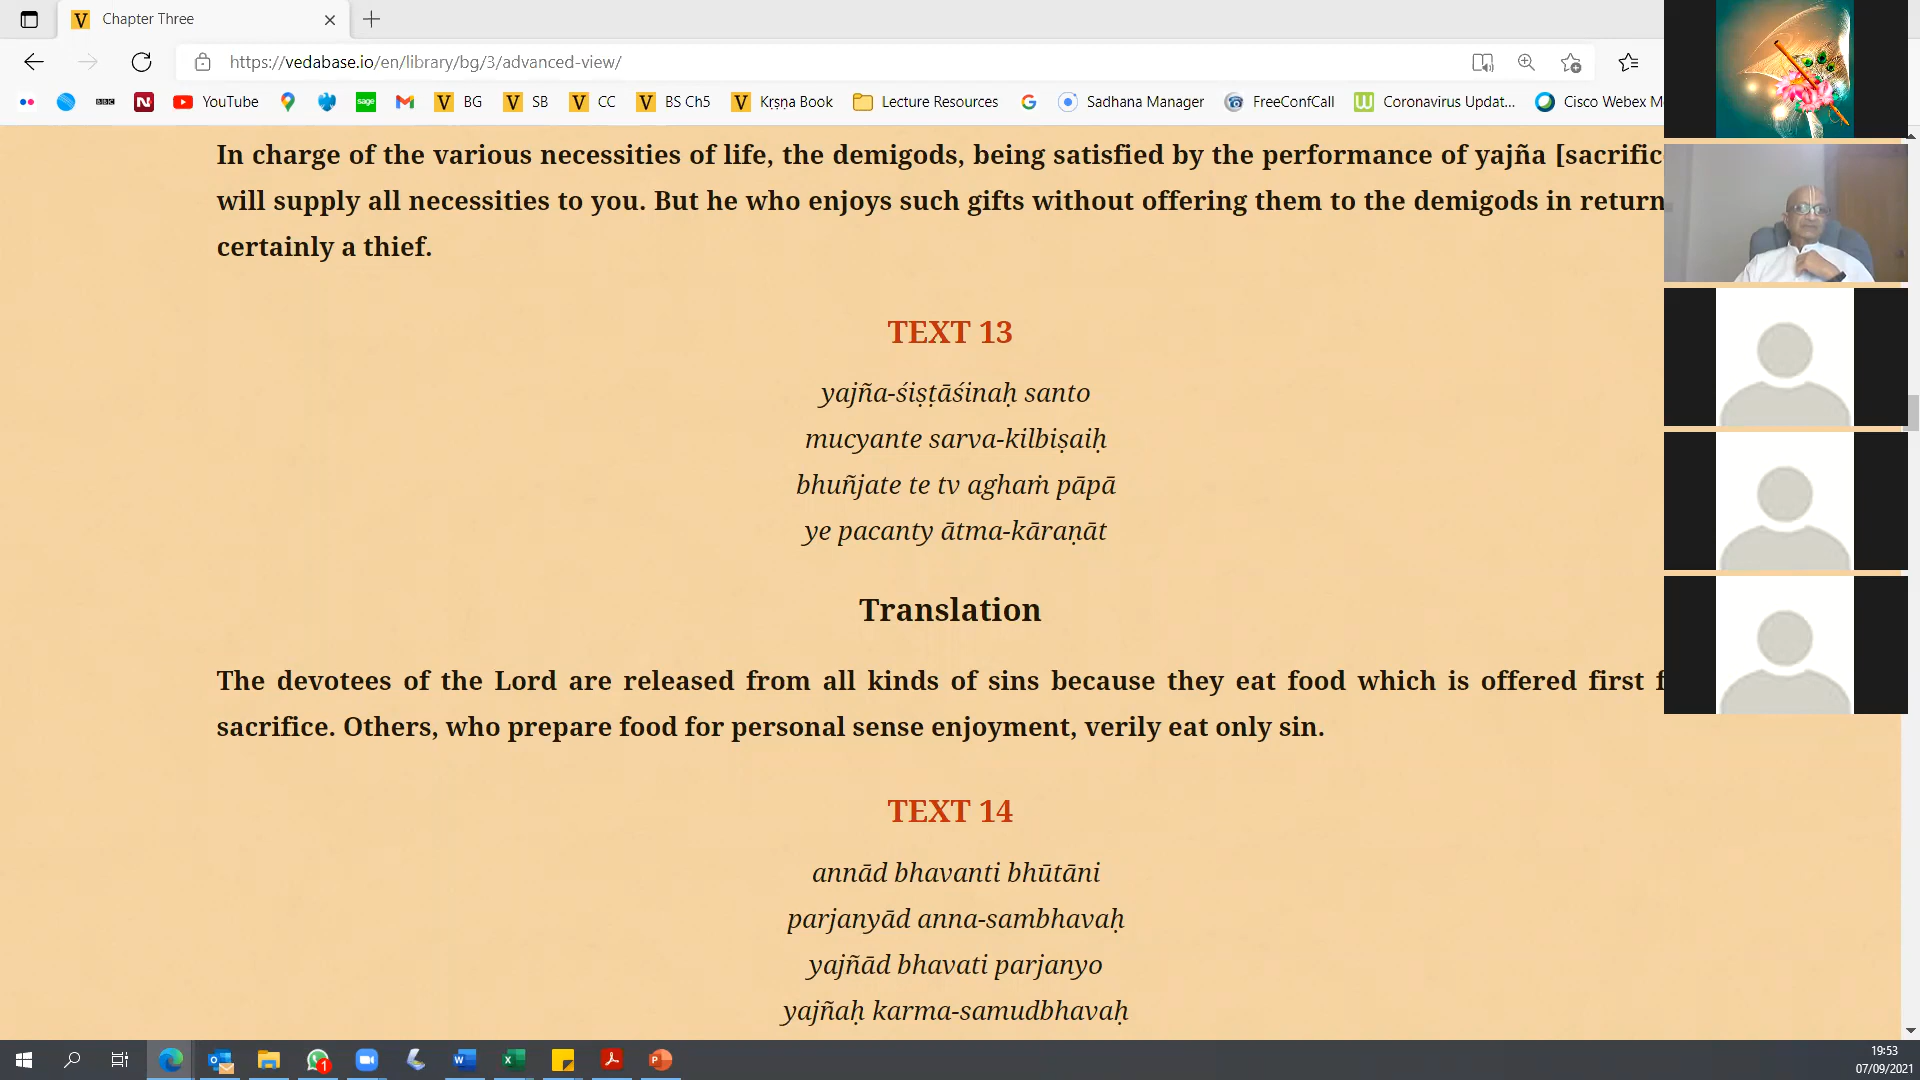 Chapter Three
https://vedabase.io/en/library/bg/3/advanced-view/
BBC N YouTube sage V BG V SB V CC V BS Ch5 V Kṛṣṇa Book Lecture Resources G Sadhana Manager FreeConfCall W Coronavirus Updat... Cisco Webex M
In charge of the various necessities of life, the demigods, being satisfied by the performance of yajña [sacrific
will supply all necessities to you. But he who enjoys such gifts without offering them to the demigods in return
certainly a thief.
TEXT 13
yajña-śiṣṭāśinaḥ santo
mucyante sarva-kilbiṣaiḥ
bhuñjate te tv aghaṁ pāpā
ye pacanty ātma-kāraṇāt
Translation
The devotees of the Lord are released from all kinds of sins because they eat food which is offered first f
sacrifice. Others, who prepare food for personal sense enjoyment, verily eat only sin.
TEXT 14
annād bhavanti bhūtāni
parjanyād anna-sambhavaḥ
yajñād bhavati parjanyo
yajñaḥ karma-samudbhavaḥ
19:53
07/09/2021